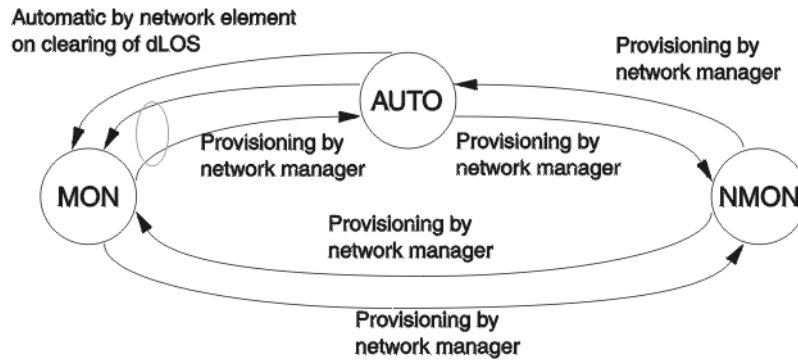 Automatic by network element
on clearing of dLOS
Provisioning by
network manager
AUTO
Provisioning by
network manager
Provisioning by
network manager
MON
NMON
Provisioning by
network manager
Provisioning by
network manager